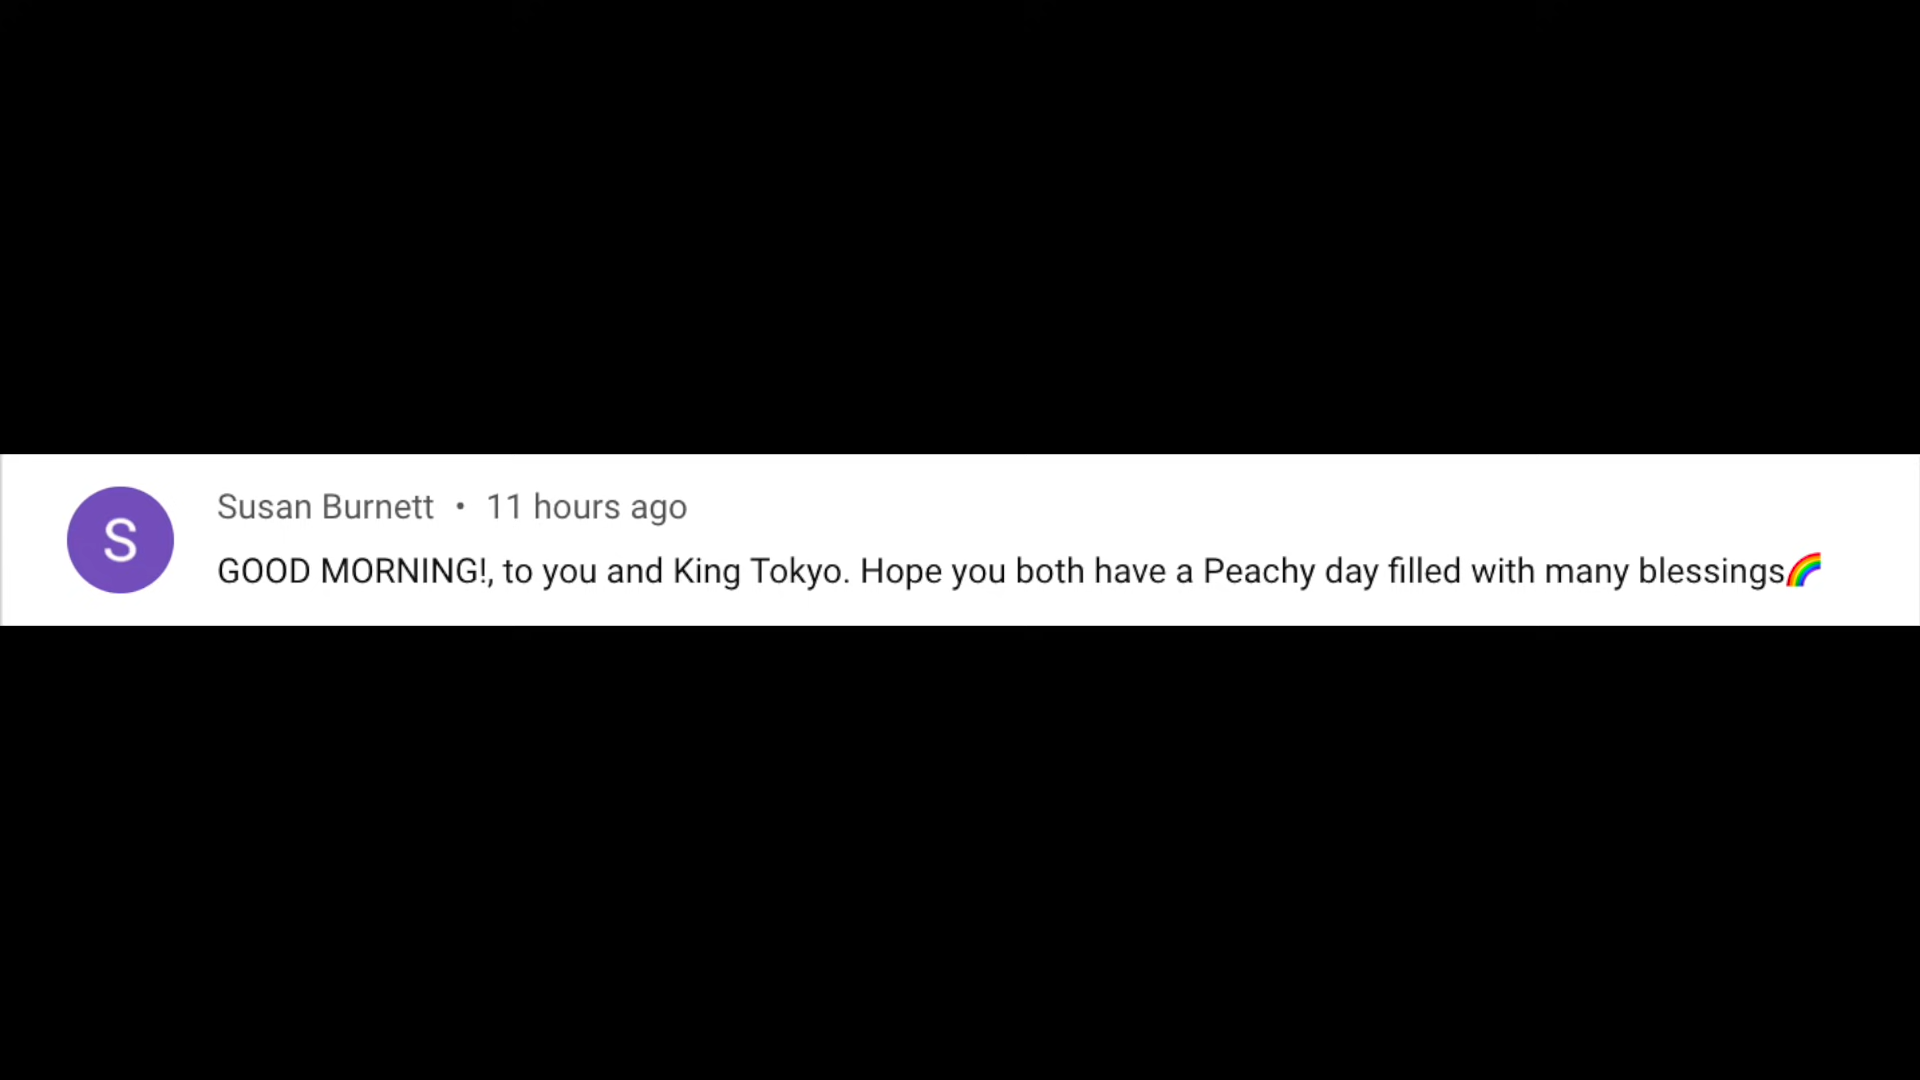 S
Susan Burnett • 11 hours ago
GOOD MORNING!, to you and King Tokyo. Hope you both have a Peachy day filled with many blessings🌈